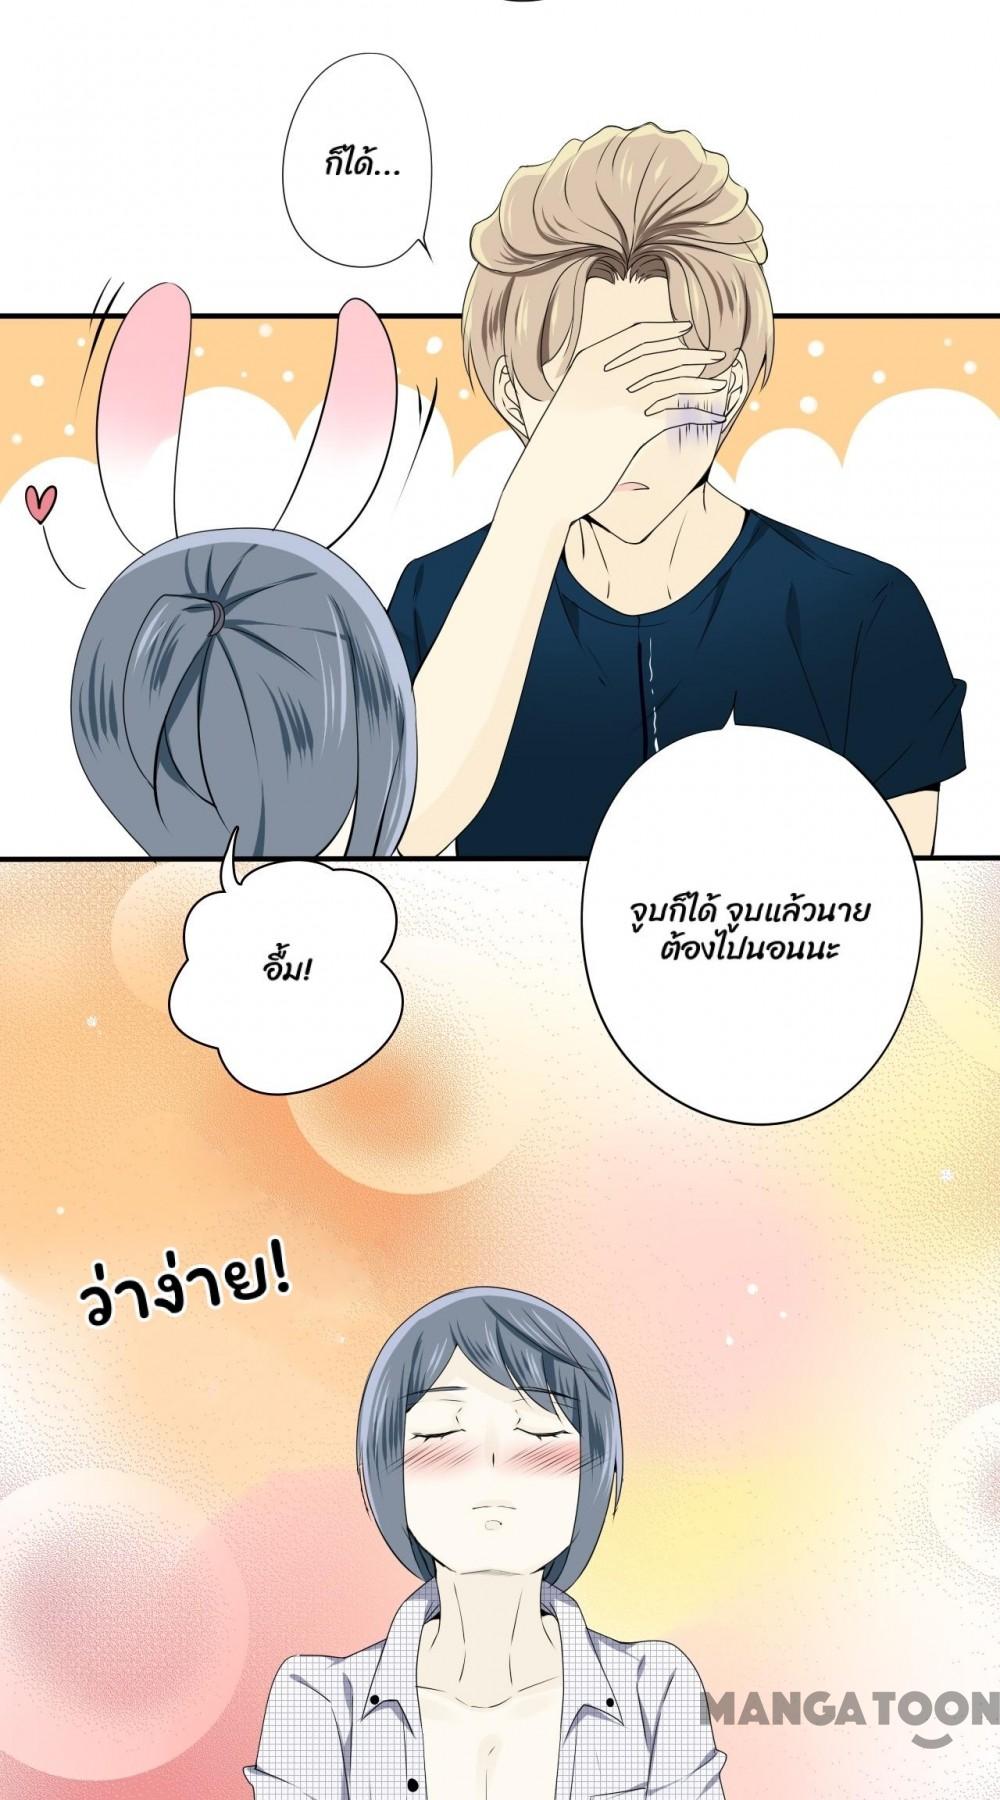 ก็ได้...
จูบก็ได้ จูบแล้วนาย
ต้องไปนอนนะ
อื้ม!
ว่าง่าย!
MANGATOON